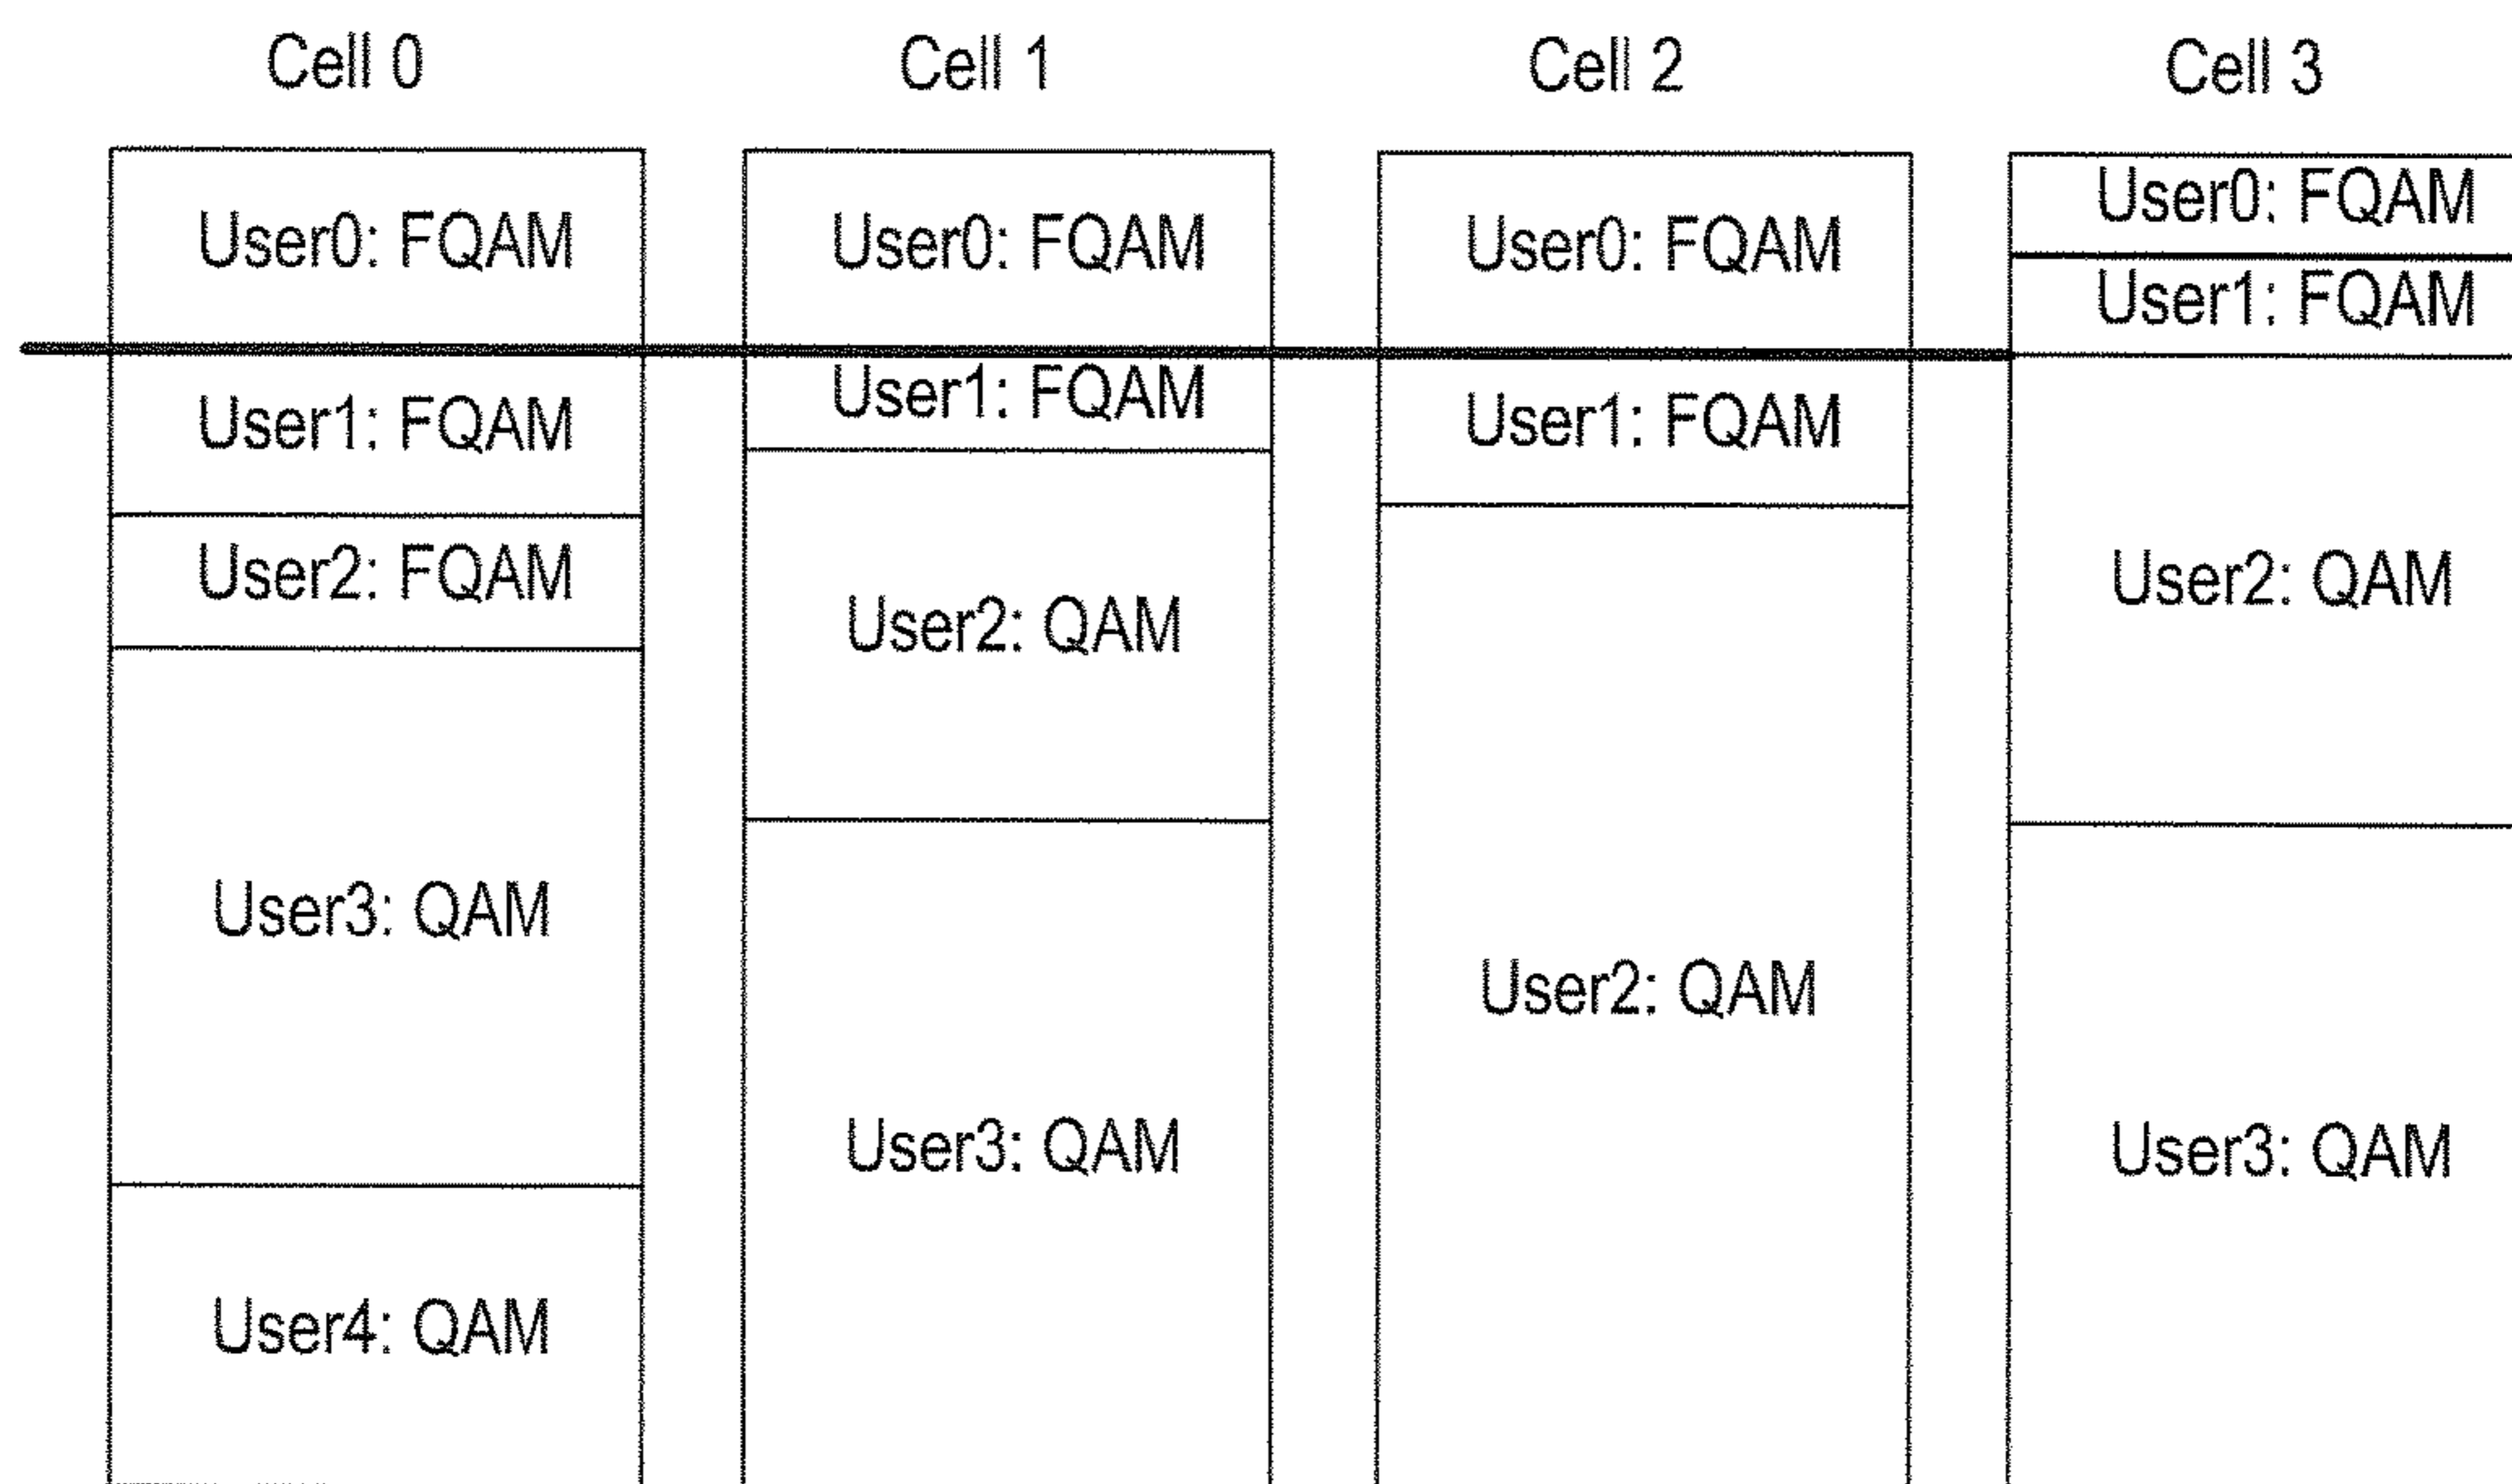 Cell 0
User0: FQAM
User1: FQAM
User2: FQAM
User3: QAM
User4: QAM
Cell 1
User0: FQAM
User1: FQAM
User2: QAM
User3: QAM
Cell 2
User0: FQAM
User1: FQAM
User2: QAM
Cell 3
User0: FQAM
User1: FQAM
User2: QAM
User3: QAM